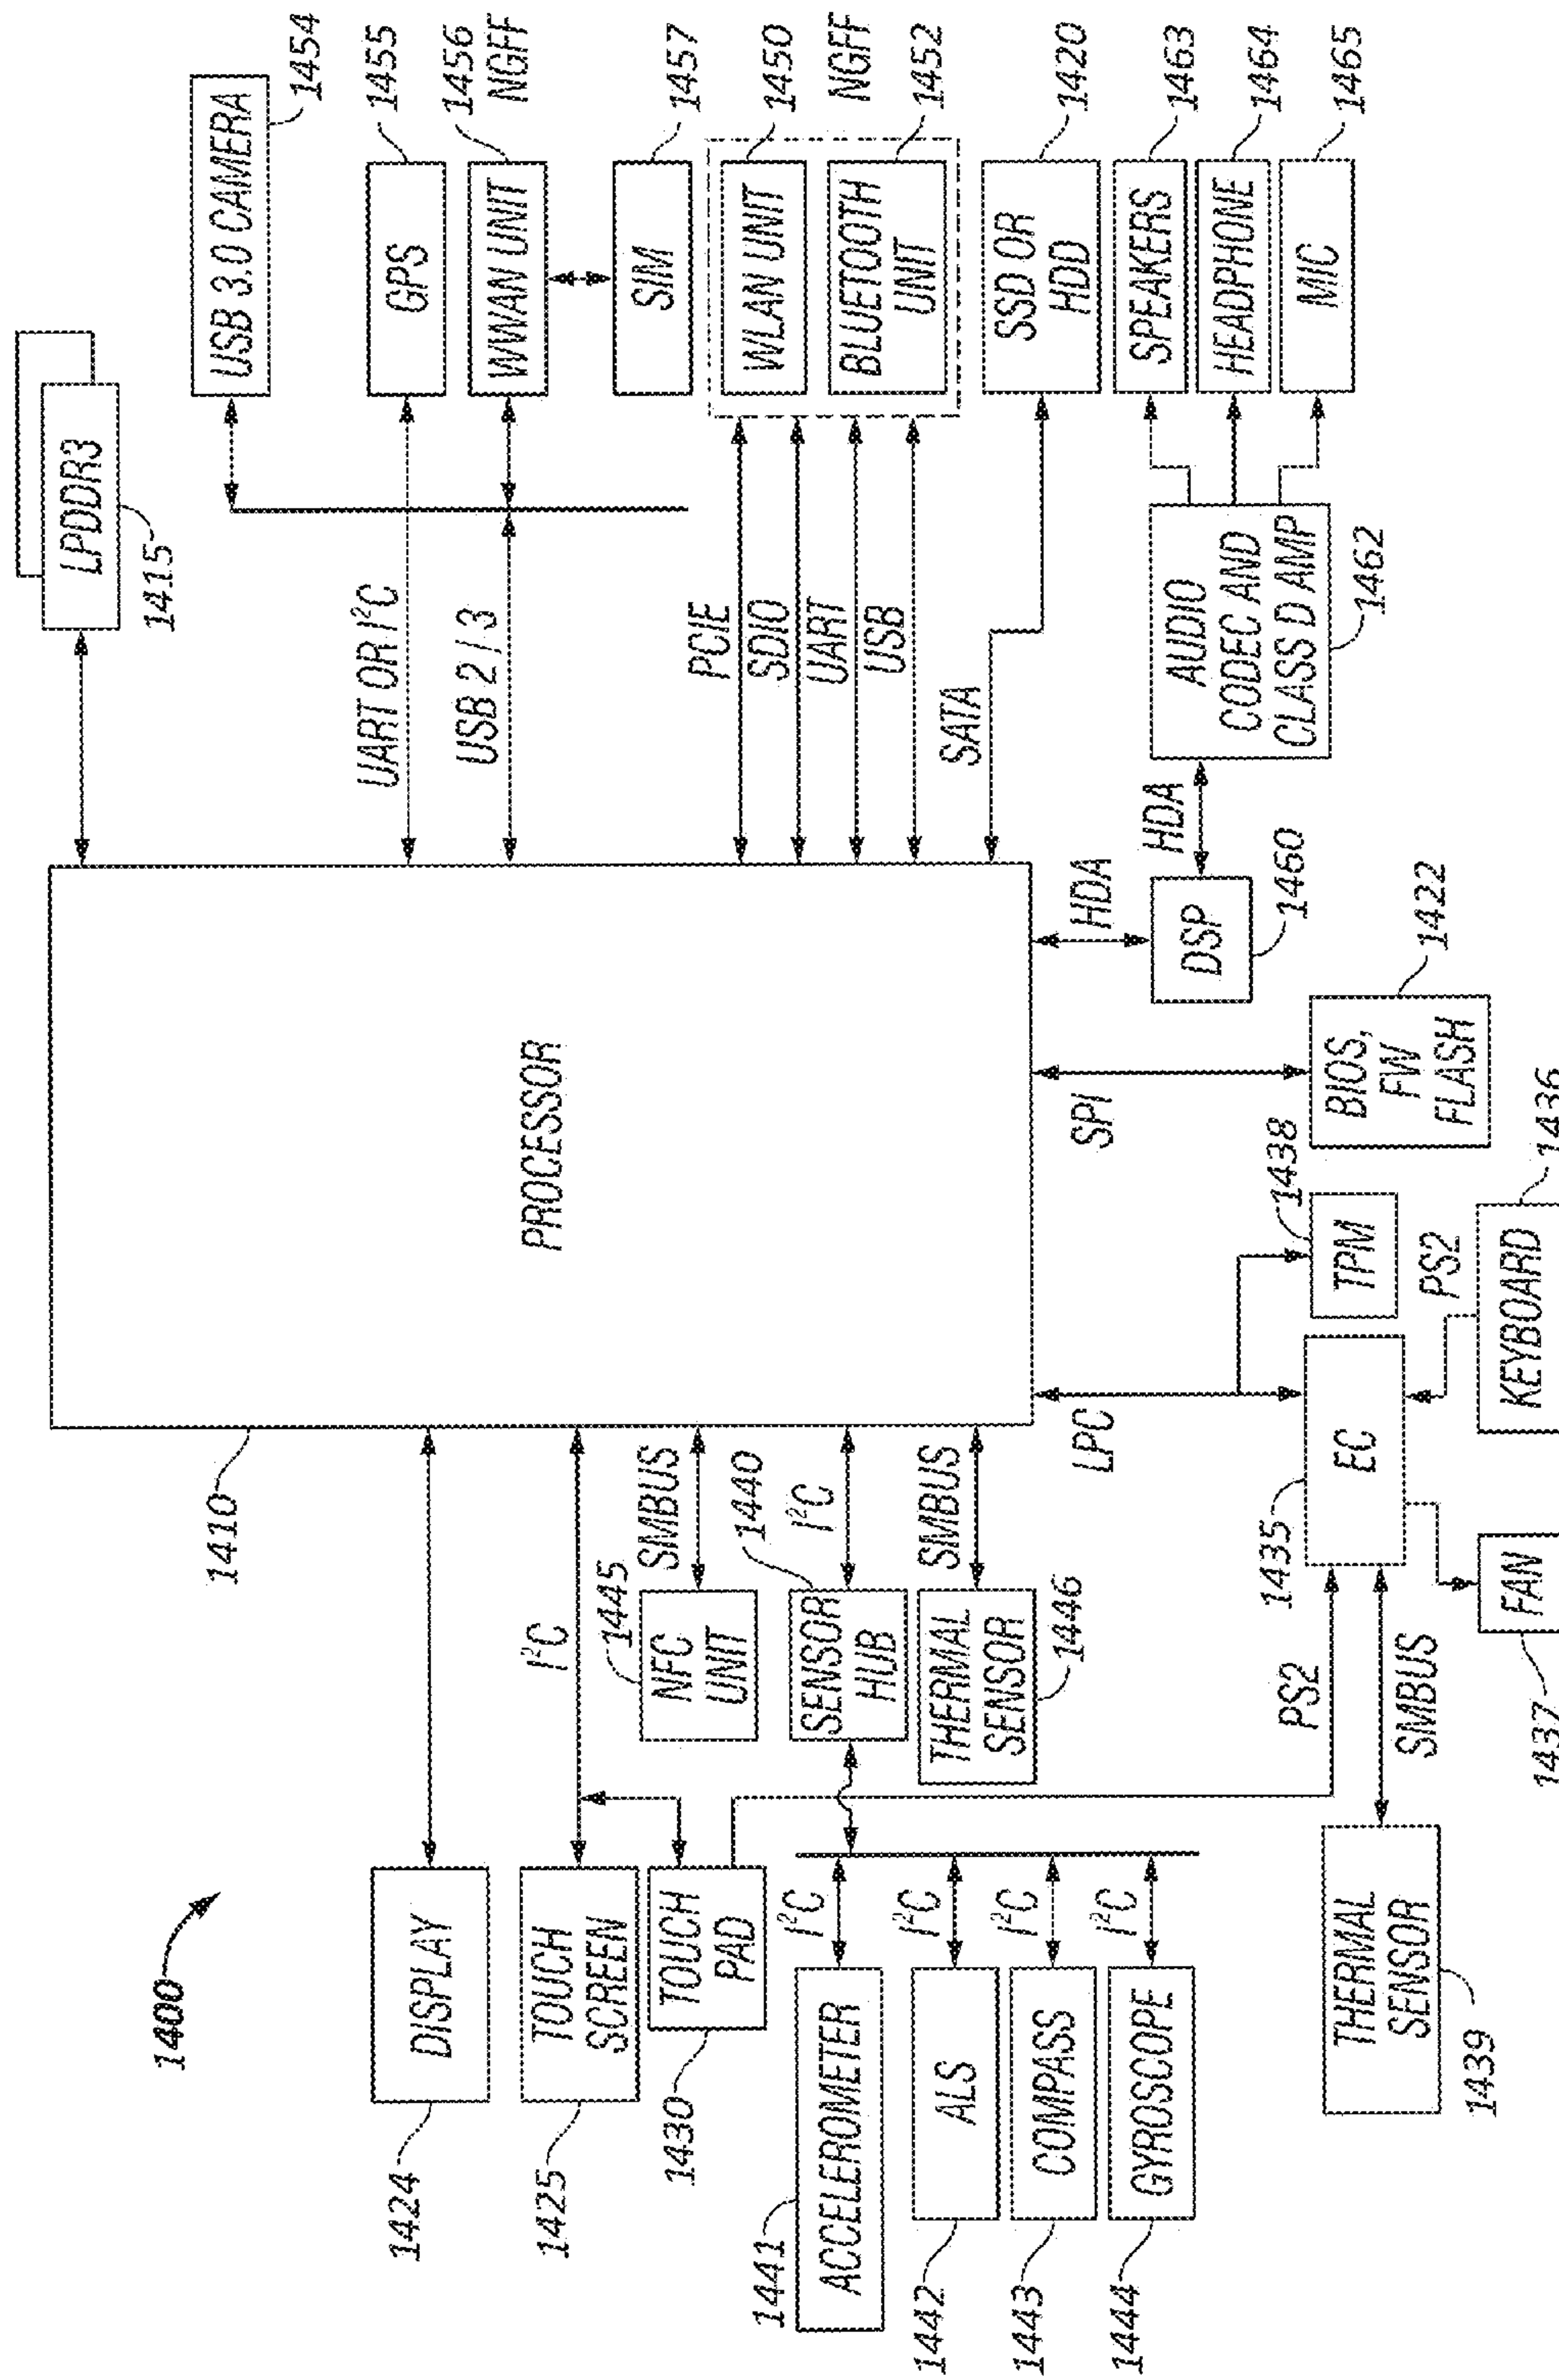 1400
1410
PROCESSOR
LPDDR3
1415
DISPLAY
1424
I²C
TOUCH
SCREEN
1425
TOUCH
PAD
1430
SMBUS
NFC
UNIT
1445
I²C
SENSOR
HUB
1440
SMBUS
THERMAL
SENSOR
1446
I²C
ACCELEROMETER
1441
I²C
ALS
1442
I²C
COMPASS
1443
I²C
GYROSCOPE
1444
USB 3.0 CAMERA
1454
UART OR I²C
GPS
1455
USB 2 / 3
WWAN UNIT
1456
NGFF
SIM
1457
PCIE
SDIO
UART
USB
WLAN UNIT
1450
BLUETOOTH
UNIT
NGFF
1452
SATA
SSD OR
HDD
1420
SPEAKERS
1463
HEADPHONE
1464
MIC
1465
AUDIO
CODEC AND
CLASS D AMP
1462
HDA
HDA
DSP
1460
SPI
BIOS,
FW
FLASH
1422
LPC
TPM
1438
EC
1435
PS2
SMBUS
THERMAL
SENSOR
1439
FAN
1437
PS2
KEYBOARD
1436